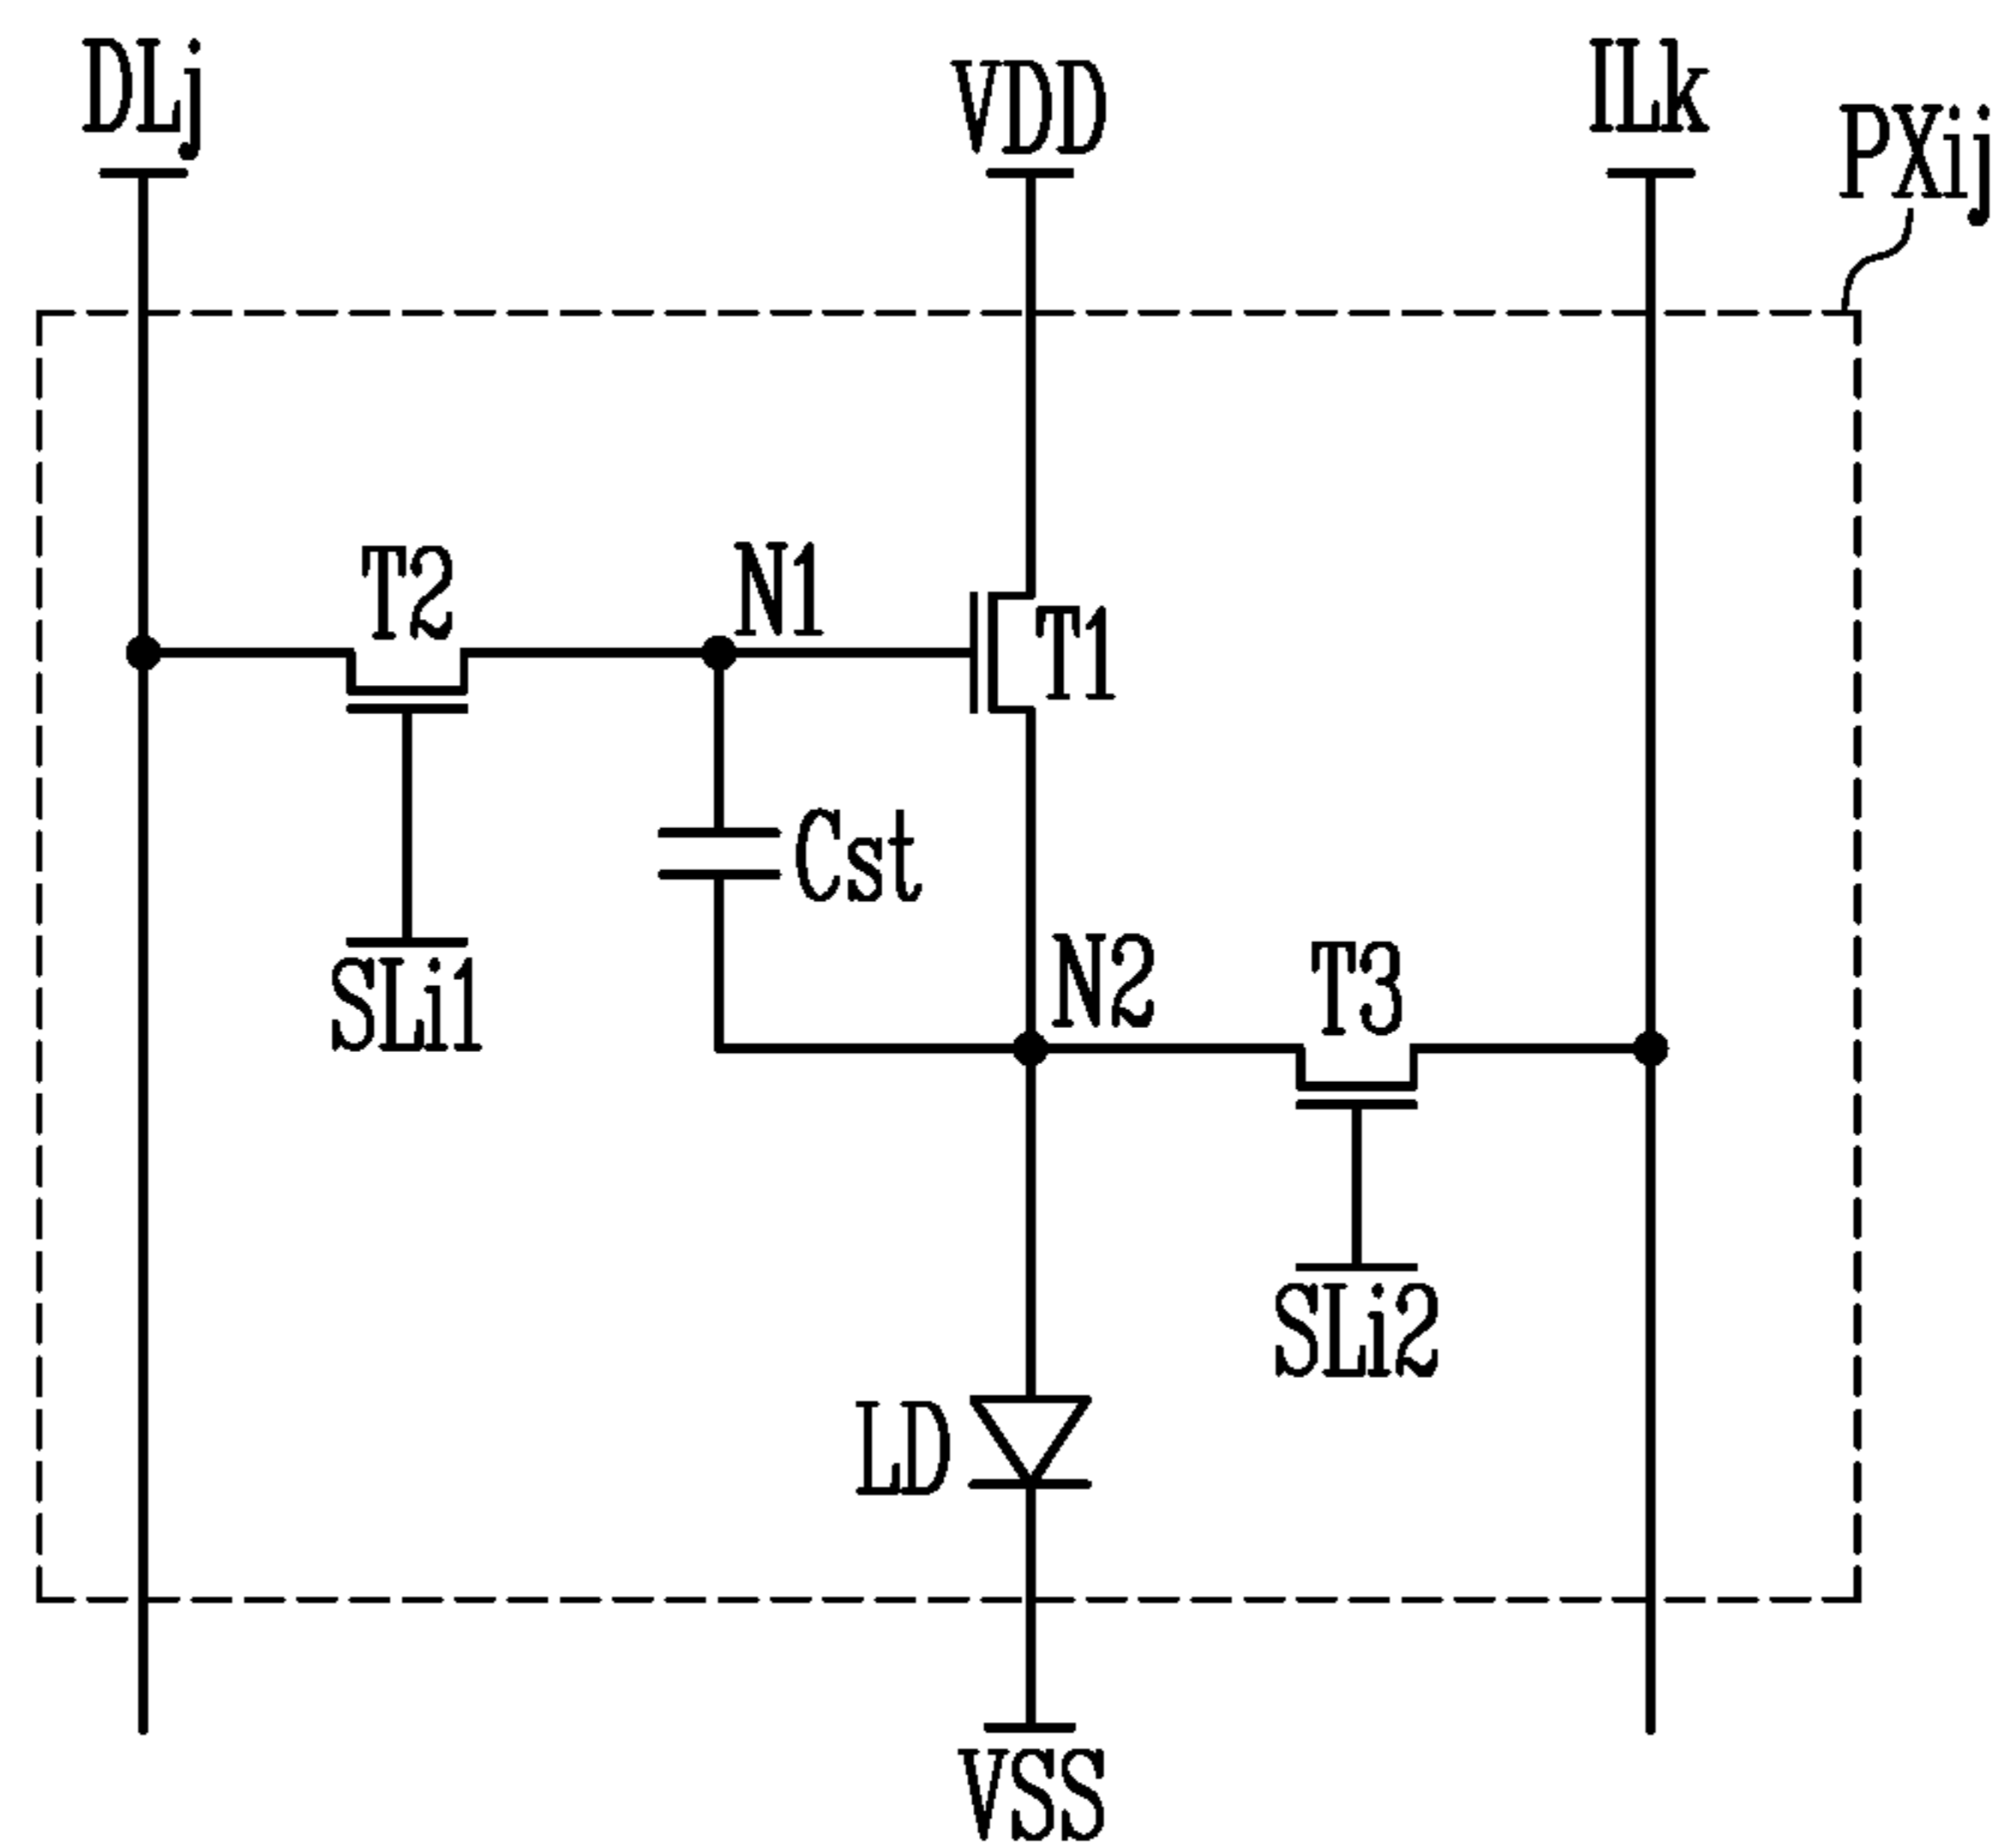 DLj
VDD
ILk
PXij
T2
N1
T1
Cst
SLi1
N2
T3
SLi2
LD
VSS